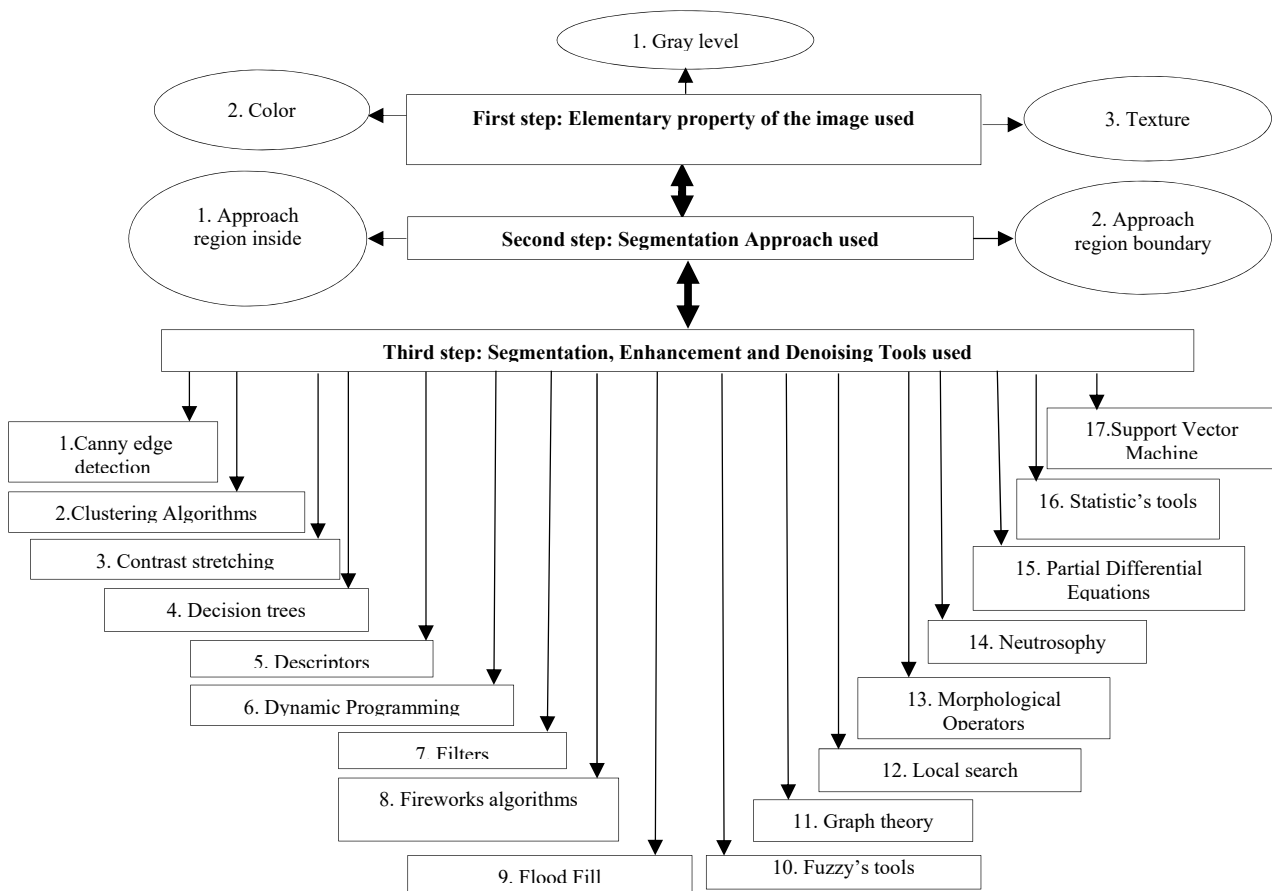 1. Gray level
2. Color
First step: Elementary property of the image used
3. Texture
1. Approach
region inside
Second step: Segmentation Approach used
2. Approach
region boundary
Third step: Segmentation, Enhancement and Denoising Tools used
1.Canny edge
detection
2.Clustering Algorithms
3. Contrast stretching
4. Decision trees
5. Descriptors
6. Dynamic Programming
7. Filters
8. Fireworks algorithms
9. Flood Fill
10. Fuzzy's tools
11. Graph theory
12. Local search
13. Morphological
Operators
14. Neutrosophy
15. Partial Differential
Equations
16. Statistic's tools
17.Support Vector
Machine